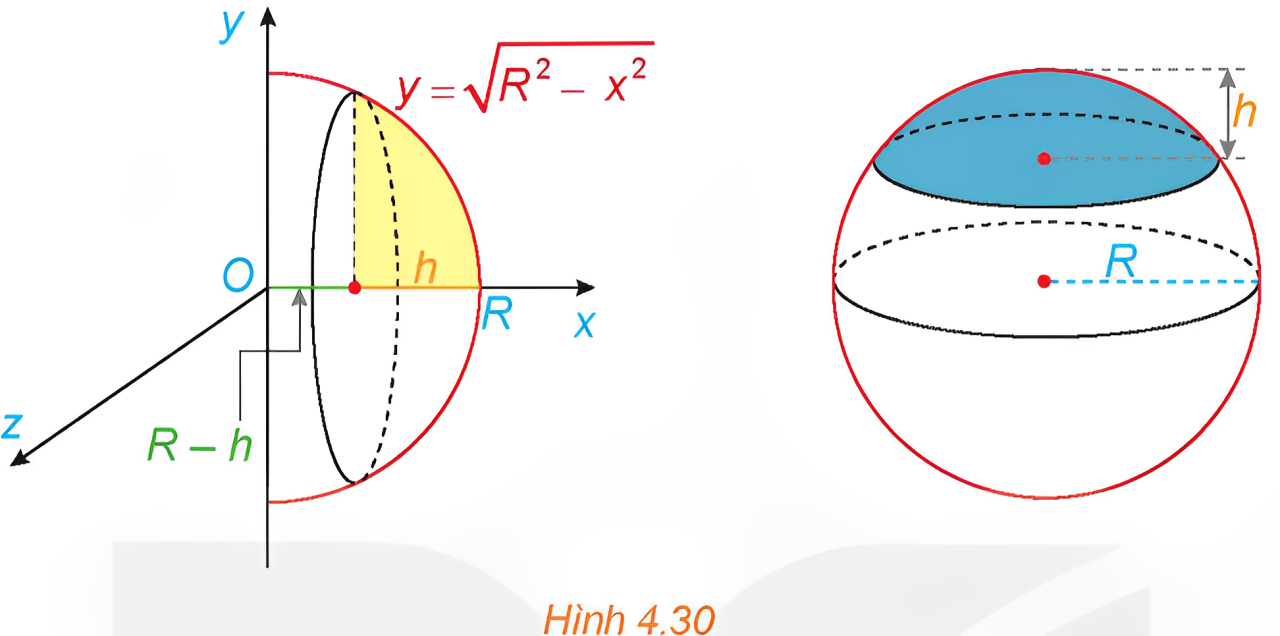 y
y = √R² – x²
O
h
R
x
z
R – h
h
R
Hình 4.30